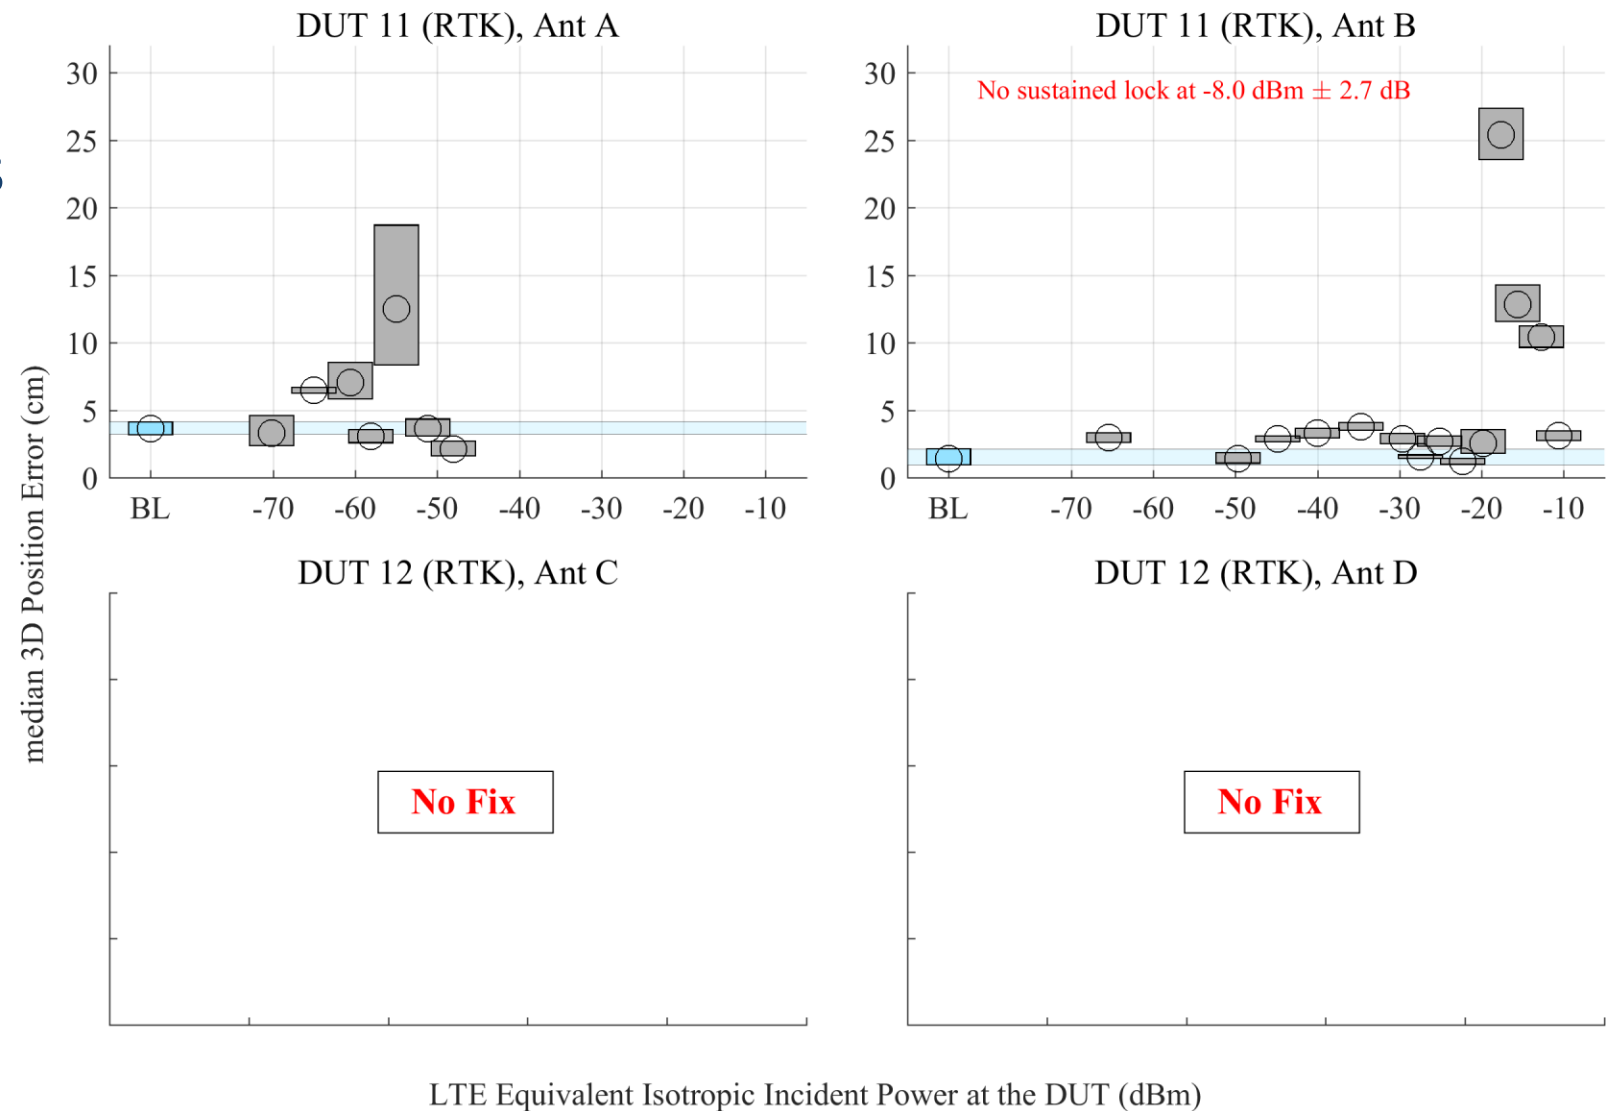 DUT 11 (RTK), Ant A
30
25
20
15
10
5
0
BL -70 -60 -50 -40 -30 -20 -10
DUT 11 (RTK), Ant B
No sustained lock at -8.0 dBm ± 2.7 dB
30
25
20
15
10
5
0
BL -70 -60 -50 -40 -30 -20 -10
median 3D Position Error (cm)
DUT 12 (RTK), Ant C
No Fix
DUT 12 (RTK), Ant D
No Fix
LTE Equivalent Isotropic Incident Power at the DUT (dBm)